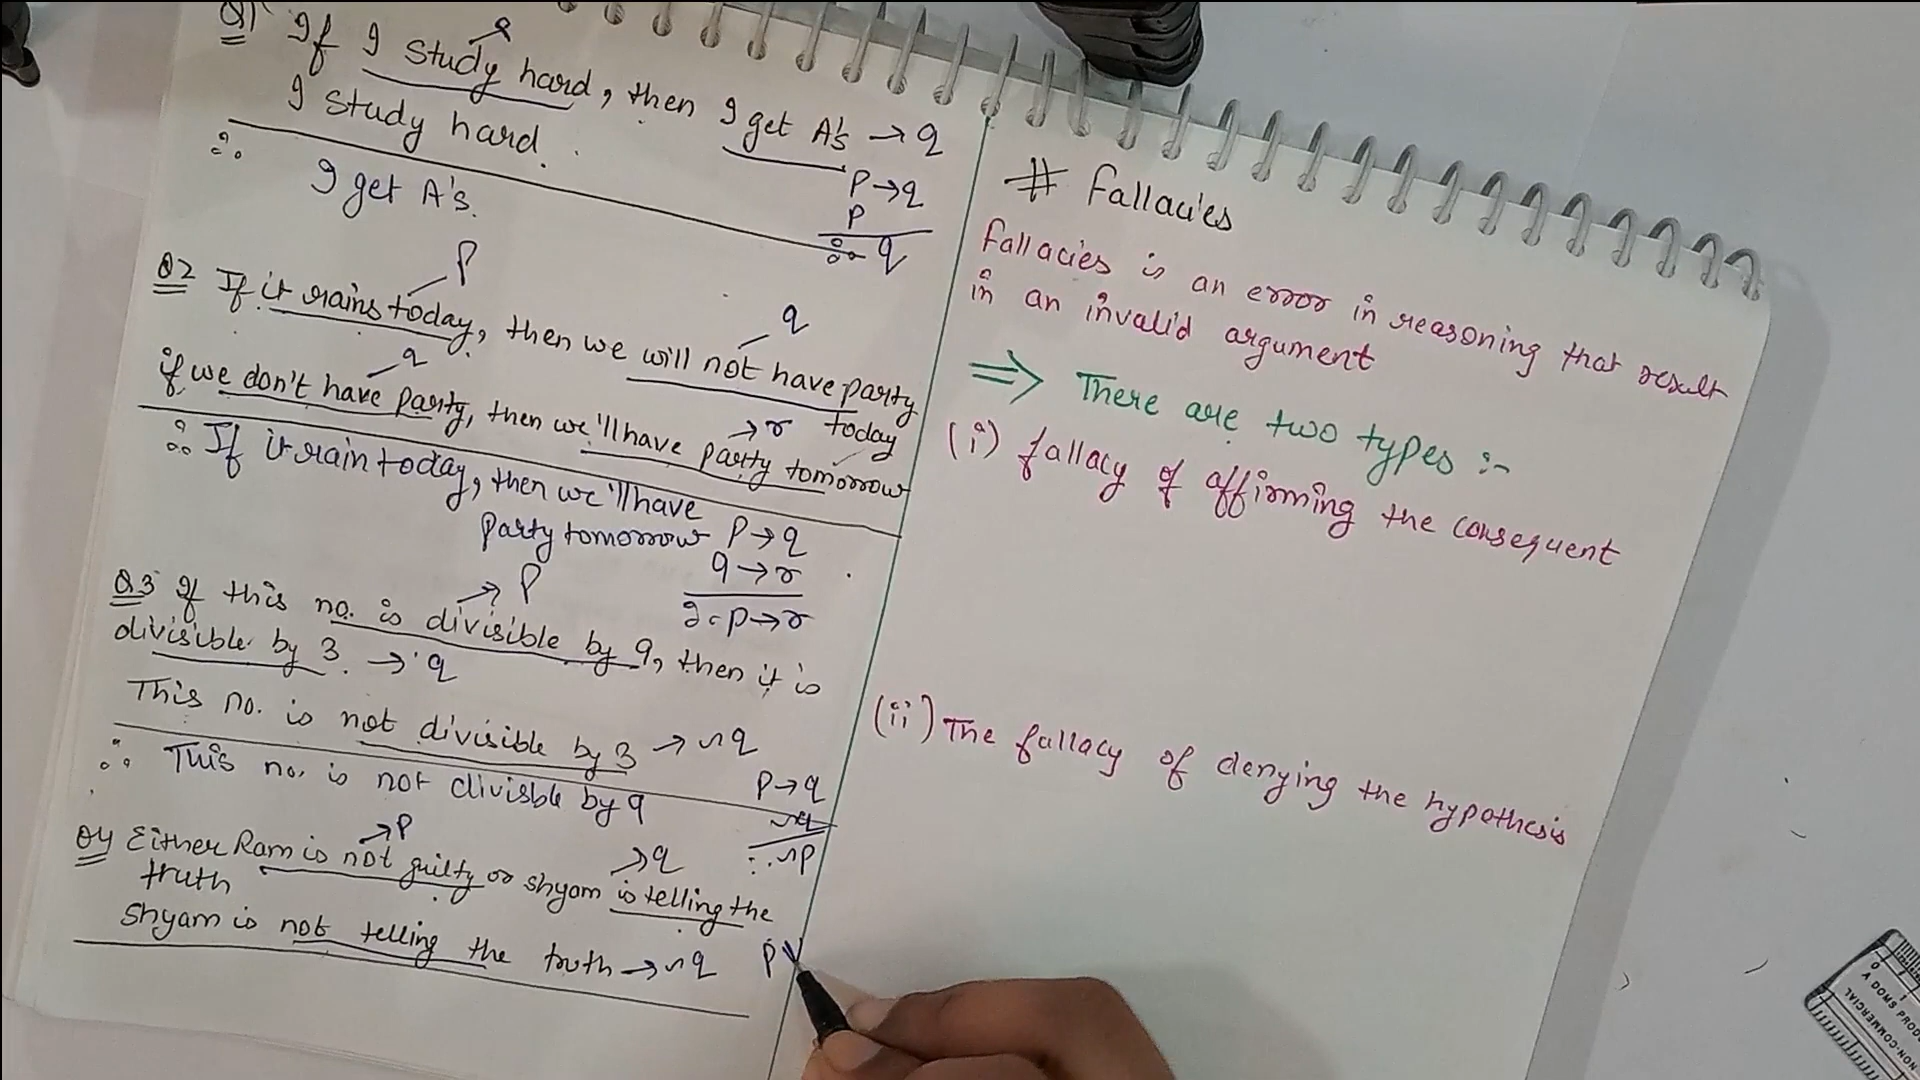 Q1 If I study hard, then I get A's → q
I study hard.
p → q
p
∴ q
∴ I get A's.
p
Q2 If it rains today, then we will not have party
q
today
q
if we don't have party, then we'll have party tomorrow
→ r
∴ If it rain today, then we'll have
party tomorrow
p → q
q → r
∴ p → r
→ p
Q3 If this no. is divisible by 9, then it is
divisible by 3. → q
This no. is not divisible by 3 → ~q
∴ This no. is not divisble by 9
p → q
~q
∴ ~p
→ p
→ q
Q4 Either Ram is not guilty or shyam is telling the
truth
Shyam is not telling the truth → ~q
p V
# Fallacies
Fallacies is an error in reasoning that result
in an invalid argument
⇒ There are two types :-
(i) fallacy of affirming the consequent
(ii) The fallacy of denying the hypothesis
A DOMS PROD
NON-COMMERCIAL